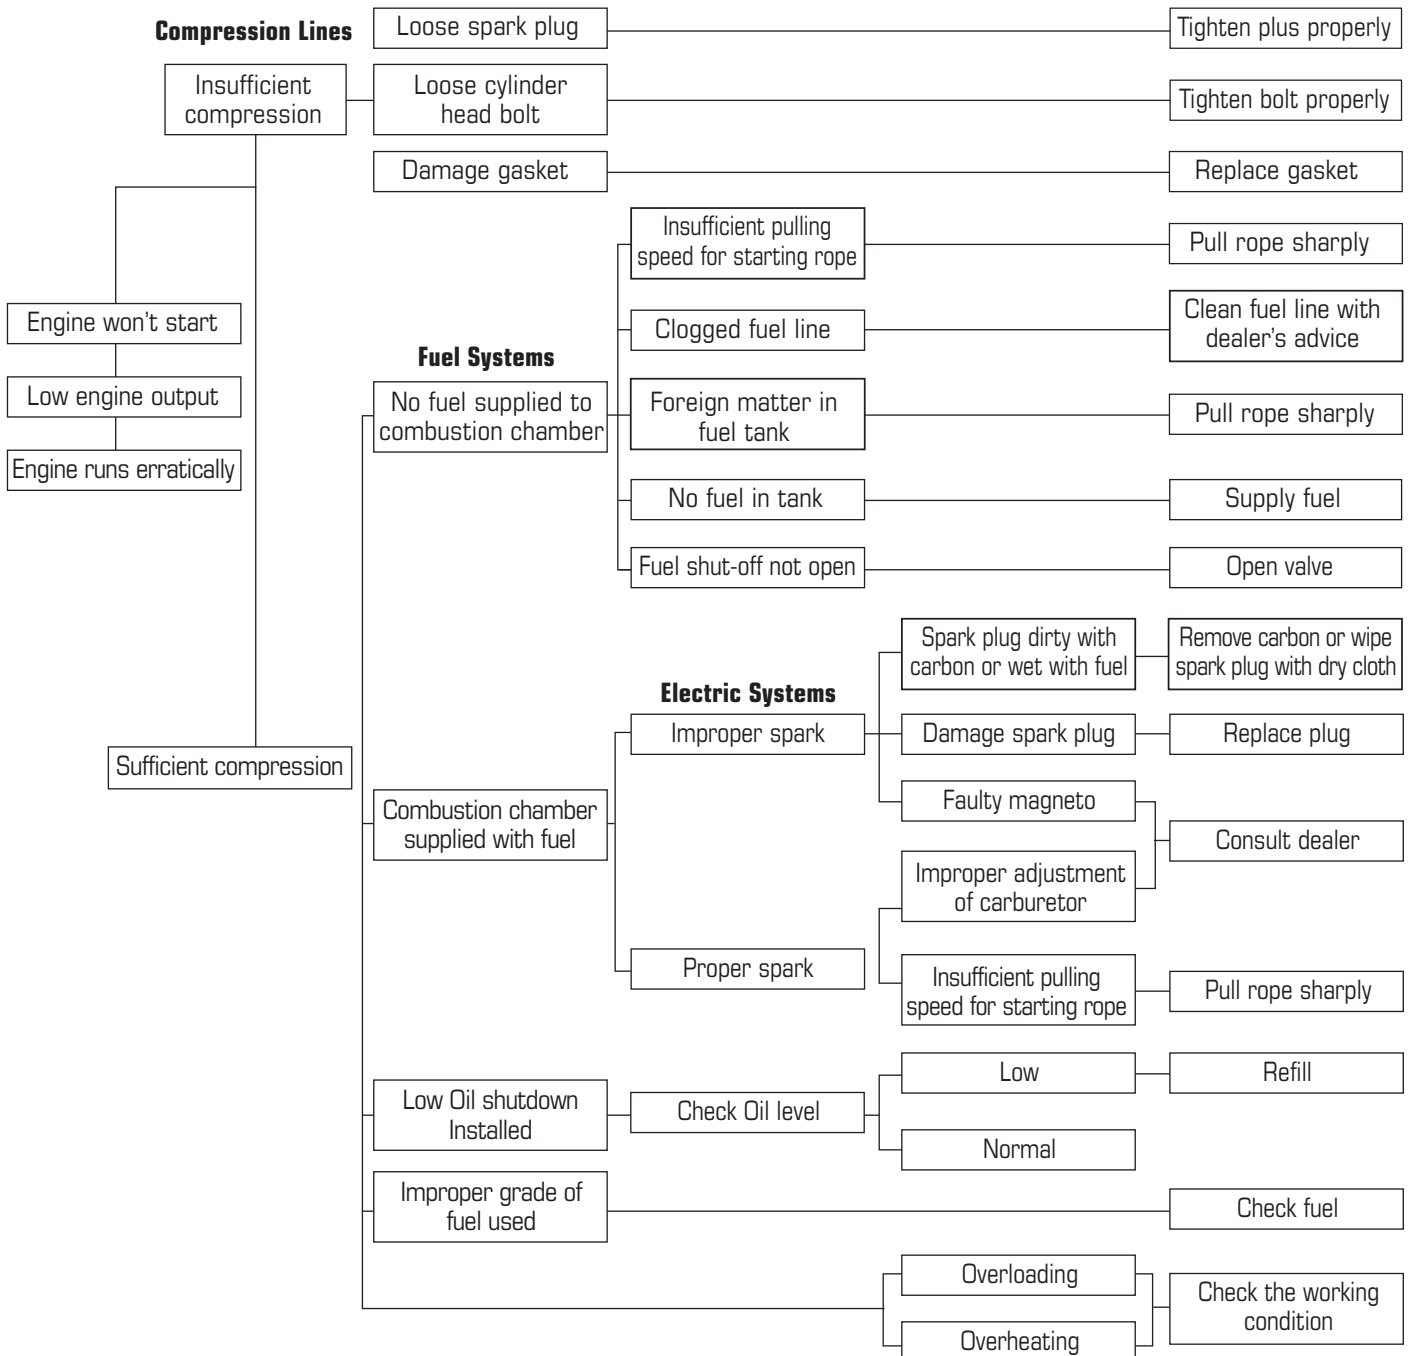 Compression Lines
Loose spark plug
Tighten plus properly
Insufficient
compression
Loose cylinder
head bolt
Tighten bolt properly
Damage gasket
Replace gasket
Insufficient pulling
speed for starting rope
Pull rope sharply
Engine won't start
Clogged fuel line
Clean fuel line with
dealer's advice
Fuel Systems
Low engine output
No fuel supplied to
combustion chamber
Foreign matter in
fuel tank
Pull rope sharply
Engine runs erratically
No fuel in tank
Supply fuel
Fuel shut-off not open
Open valve
Spark plug dirty with
carbon or wet with fuel
Remove carbon or wipe
spark plug with dry cloth
Electric Systems
Improper spark
Damage spark plug
Replace plug
Sufficient compression
Combustion chamber
supplied with fuel
Faulty magneto
Consult dealer
Improper adjustment
of carburetor
Proper spark
Insufficient pulling
speed for starting rope
Pull rope sharply
Low Oil shutdown
Installed
Check Oil level
Low
Refill
Normal
Improper grade of
fuel used
Check fuel
Overloading
Check the working
condition
Overheating